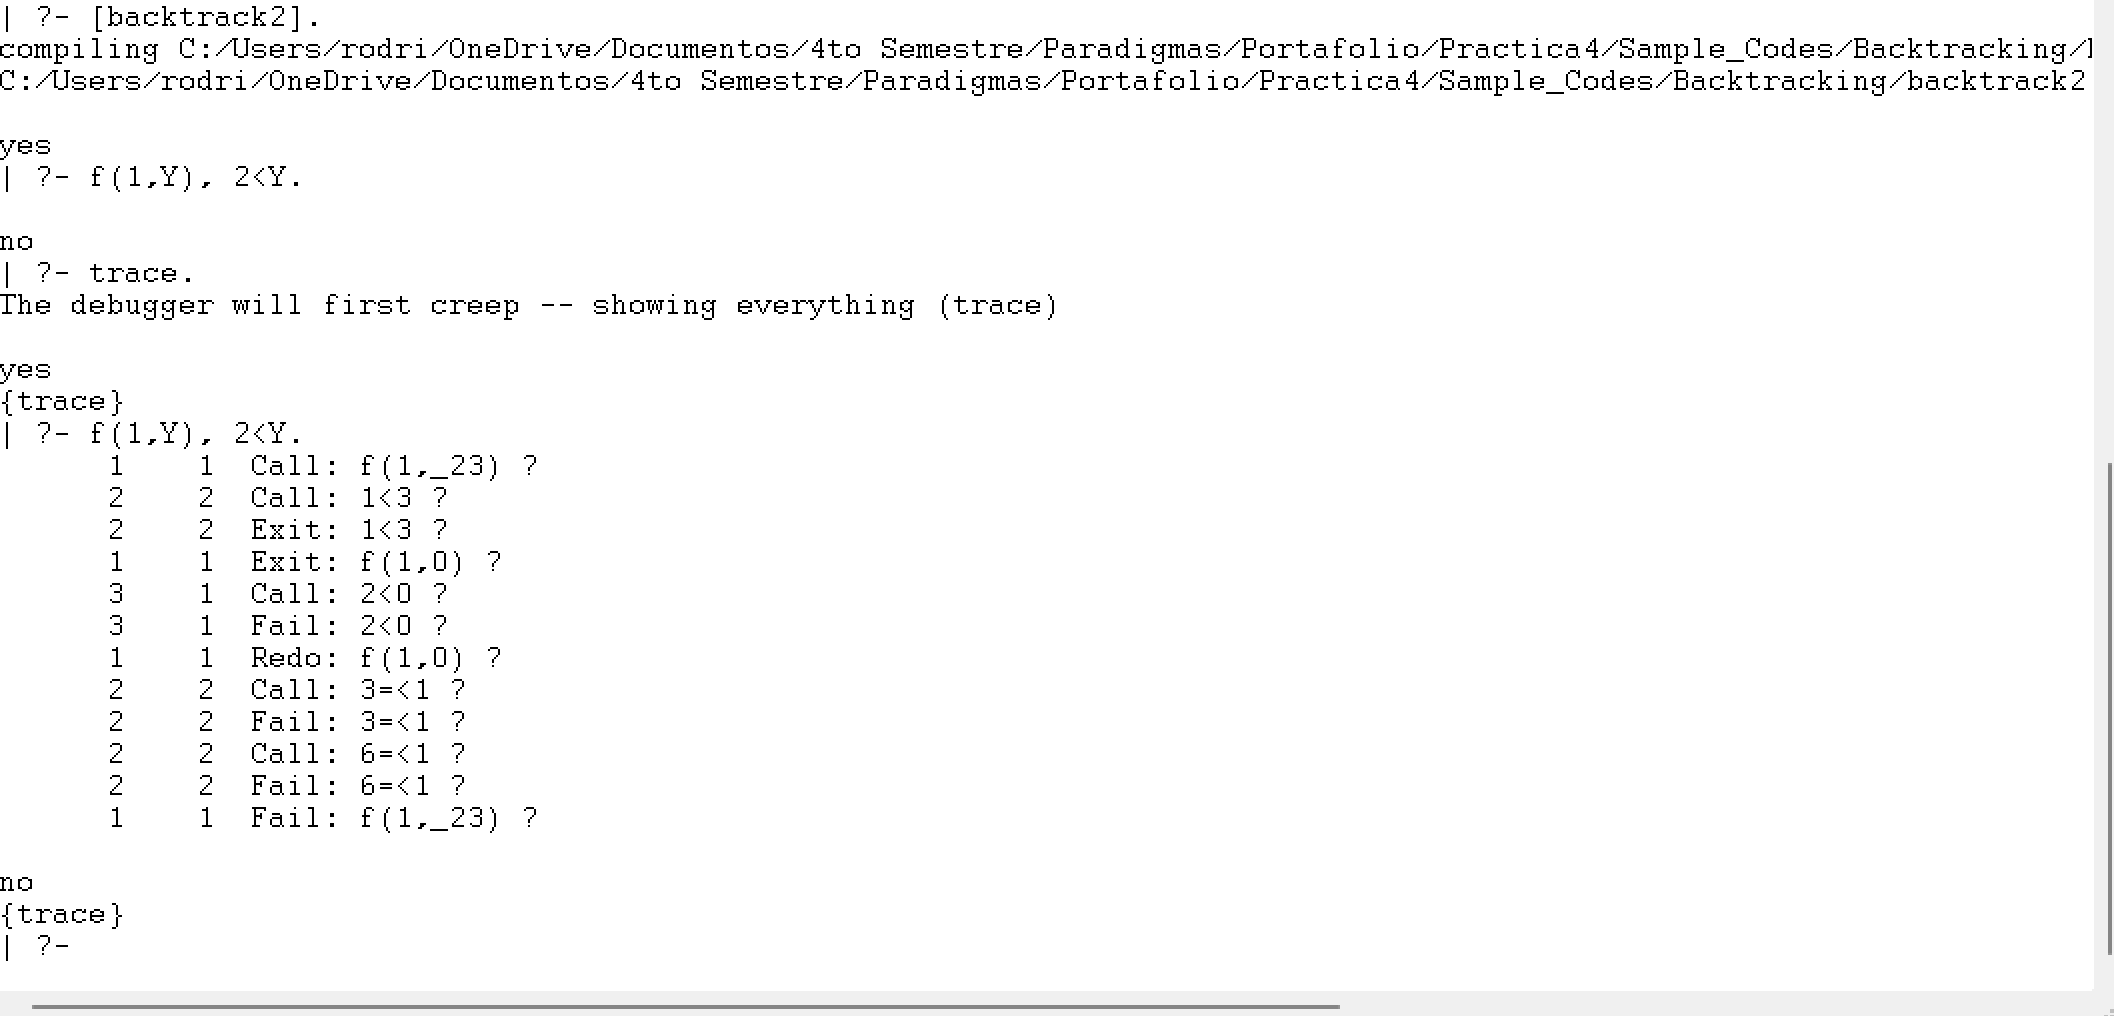 | ?- [backtrack2].
compiling C:/Users/rodri/OneDrive/Documentos/4to Semestre/Paradigmas/Portafolio/Practica4/Sample_Codes/Backtracking/
C:/Users/rodri/OneDrive/Documentos/4to Semestre/Paradigmas/Portafolio/Practica4/Sample_Codes/Backtracking/backtrack2
yes
| ?- f(1,Y), 2<Y.
no
| ?- trace.
The debugger will first creep -- showing everything (trace)
yes
{trace}
| ?- f(1,Y), 2<Y.
1 1 Call: f(1,_23) ?
2 2 Call: 1<3 ?
2 2 Exit: 1<3 ?
1 1 Exit: f(1,0) ?
3 1 Call: 2<0 ?
3 1 Fail: 2<0 ?
1 1 Redo: f(1,0) ?
2 2 Call: 3=<1 ?
2 2 Fail: 3=<1 ?
2 2 Call: 6=<1 ?
2 2 Fail: 6=<1 ?
1 1 Fail: f(1,_23) ?
no
{trace}
| ?-